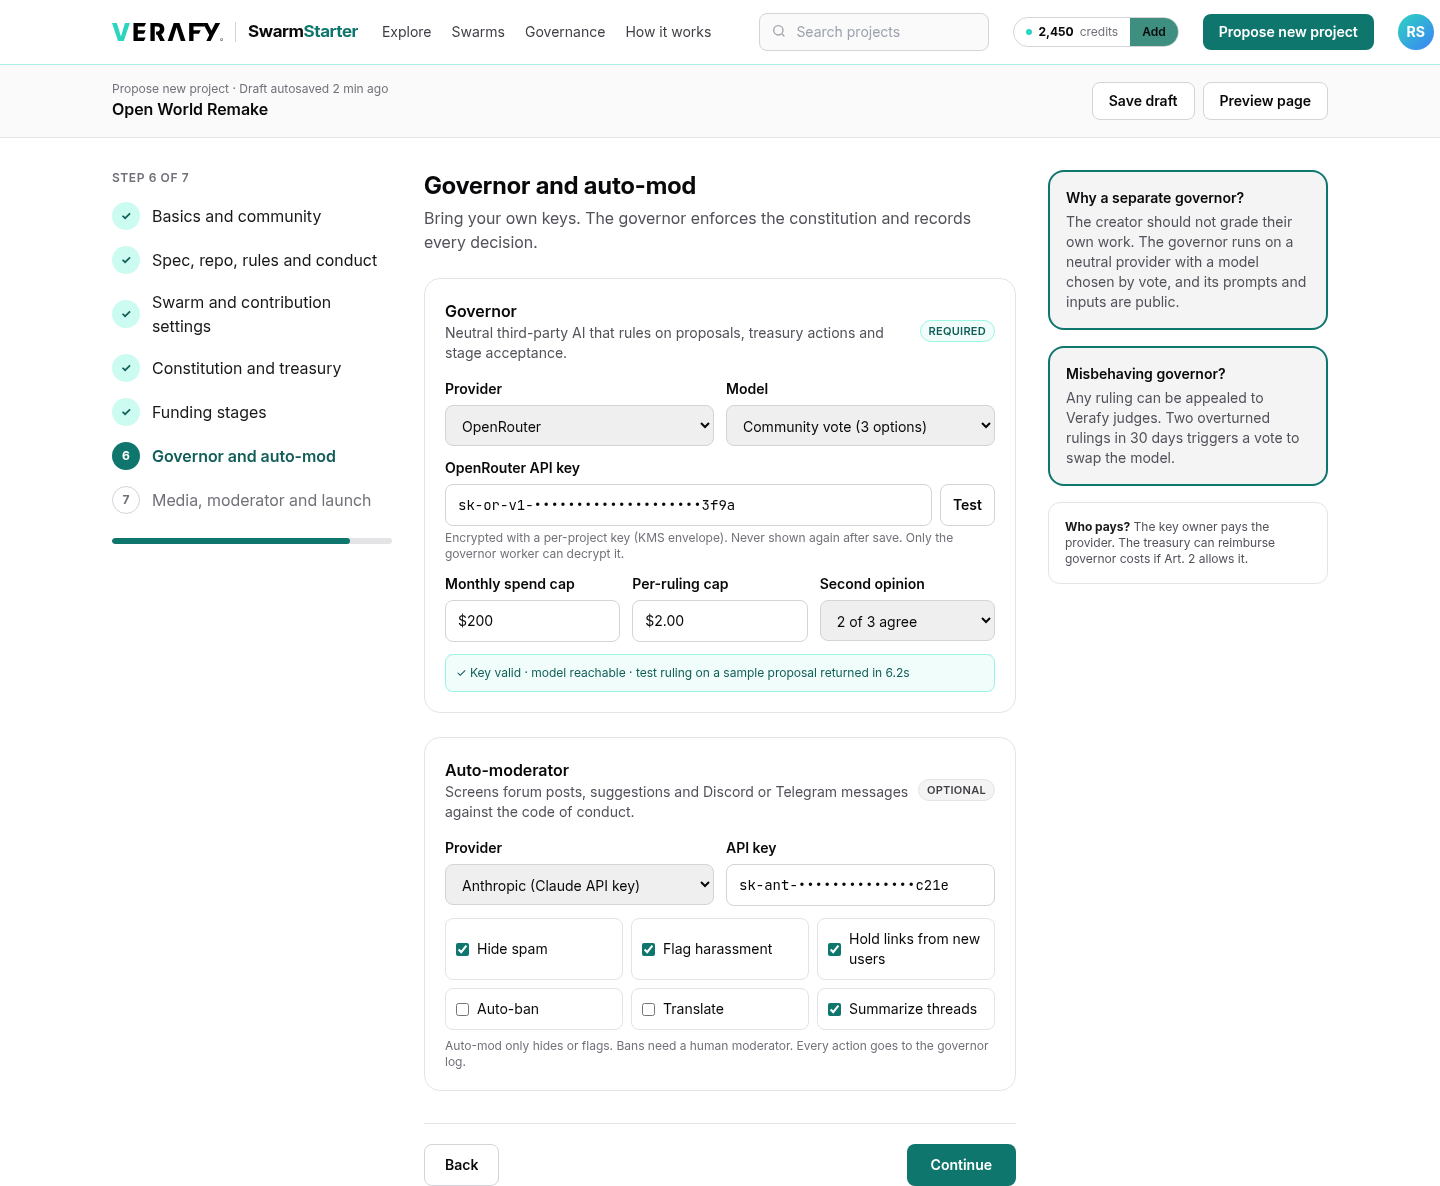 VERAFY
SwarmStarter
Explore
Swarms
Governance
How it works
Search projects
2,450 credits
Add
Propose new project
RS
Propose new project · Draft autosaved 2 min ago
Open World Remake
Save draft
Preview page
STEP 6 OF 7
Basics and community
Spec, repo, rules and conduct
Swarm and contribution
settings
Constitution and treasury
Funding stages
6
Governor and auto-mod
7
Media, moderator and launch
Governor and auto-mod
Bring your own keys. The governor enforces the constitution and records
every decision.
Governor
Neutral third-party AI that rules on proposals, treasury actions and
stage acceptance.
REQUIRED
Provider
Model
OpenRouter
Community vote (3 options)
OpenRouter API key
sk-or-v1-••••••••••••••••••••3f9a
Test
Encrypted with a per-project key (KMS envelope). Never shown again after save. Only the
governor worker can decrypt it.
Monthly spend cap
Per-ruling cap
Second opinion
$200
$2.00
2 of 3 agree
✓ Key valid · model reachable · test ruling on a sample proposal returned in 6.2s
Auto-moderator
Screens forum posts, suggestions and Discord or Telegram messages
against the code of conduct.
OPTIONAL
Provider
API key
Anthropic (Claude API key)
sk-ant-••••••••••••••c21e
Hide spam
Flag harassment
Hold links from new
users
Auto-ban
Translate
Summarize threads
Auto-mod only hides or flags. Bans need a human moderator. Every action goes to the governor
log.
Back
Continue
Why a separate governor?
The creator should not grade their
own work. The governor runs on a
neutral provider with a model
chosen by vote, and its prompts and
inputs are public.
Misbehaving governor?
Any ruling can be appealed to
Verafy judges. Two overturned
rulings in 30 days triggers a vote to
swap the model.
Who pays? The key owner pays the
provider. The treasury can reimburse
governor costs if Art. 2 allows it.